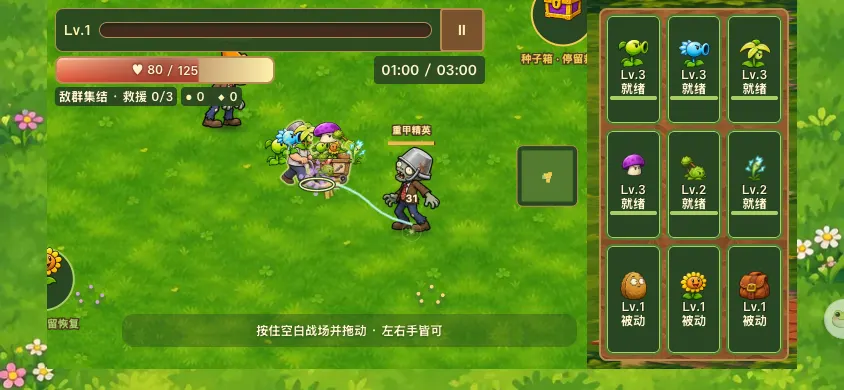 Lv.1
II
80 / 125
01:00 / 03:00
种子箱·停留
敌群集结 · 救援 0/3
0
0
重甲精英
31
留恢复
按住空白战场并拖动 · 左右手皆可
Lv.3
就绪
Lv.3
就绪
Lv.3
就绪
Lv.3
就绪
Lv.2
就绪
Lv.2
就绪
Lv.1
被动
Lv.1
被动
Lv.1
被动